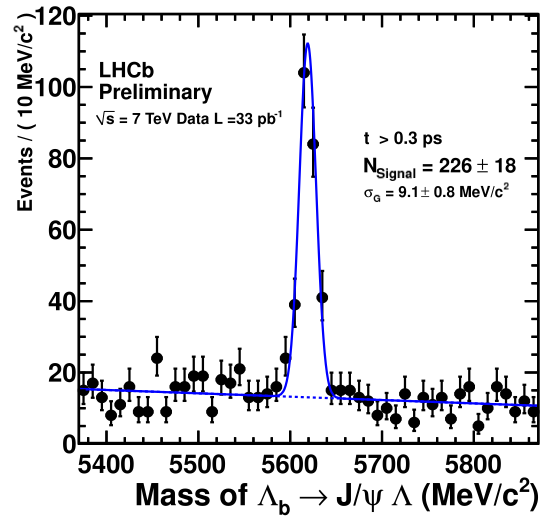 Events / ( 10 MeV/c²)
120
100
80
60
40
20
0
LHCb
Preliminary
√s = 7 TeV Data L =33 pb⁻¹
t > 0.3 ps
N_Signal = 226 ± 18
σ_G = 9.1± 0.8 MeV/c²
5400 5500 5600 5700 5800
Mass of Λ_b → J/ψ Λ (MeV/c²)